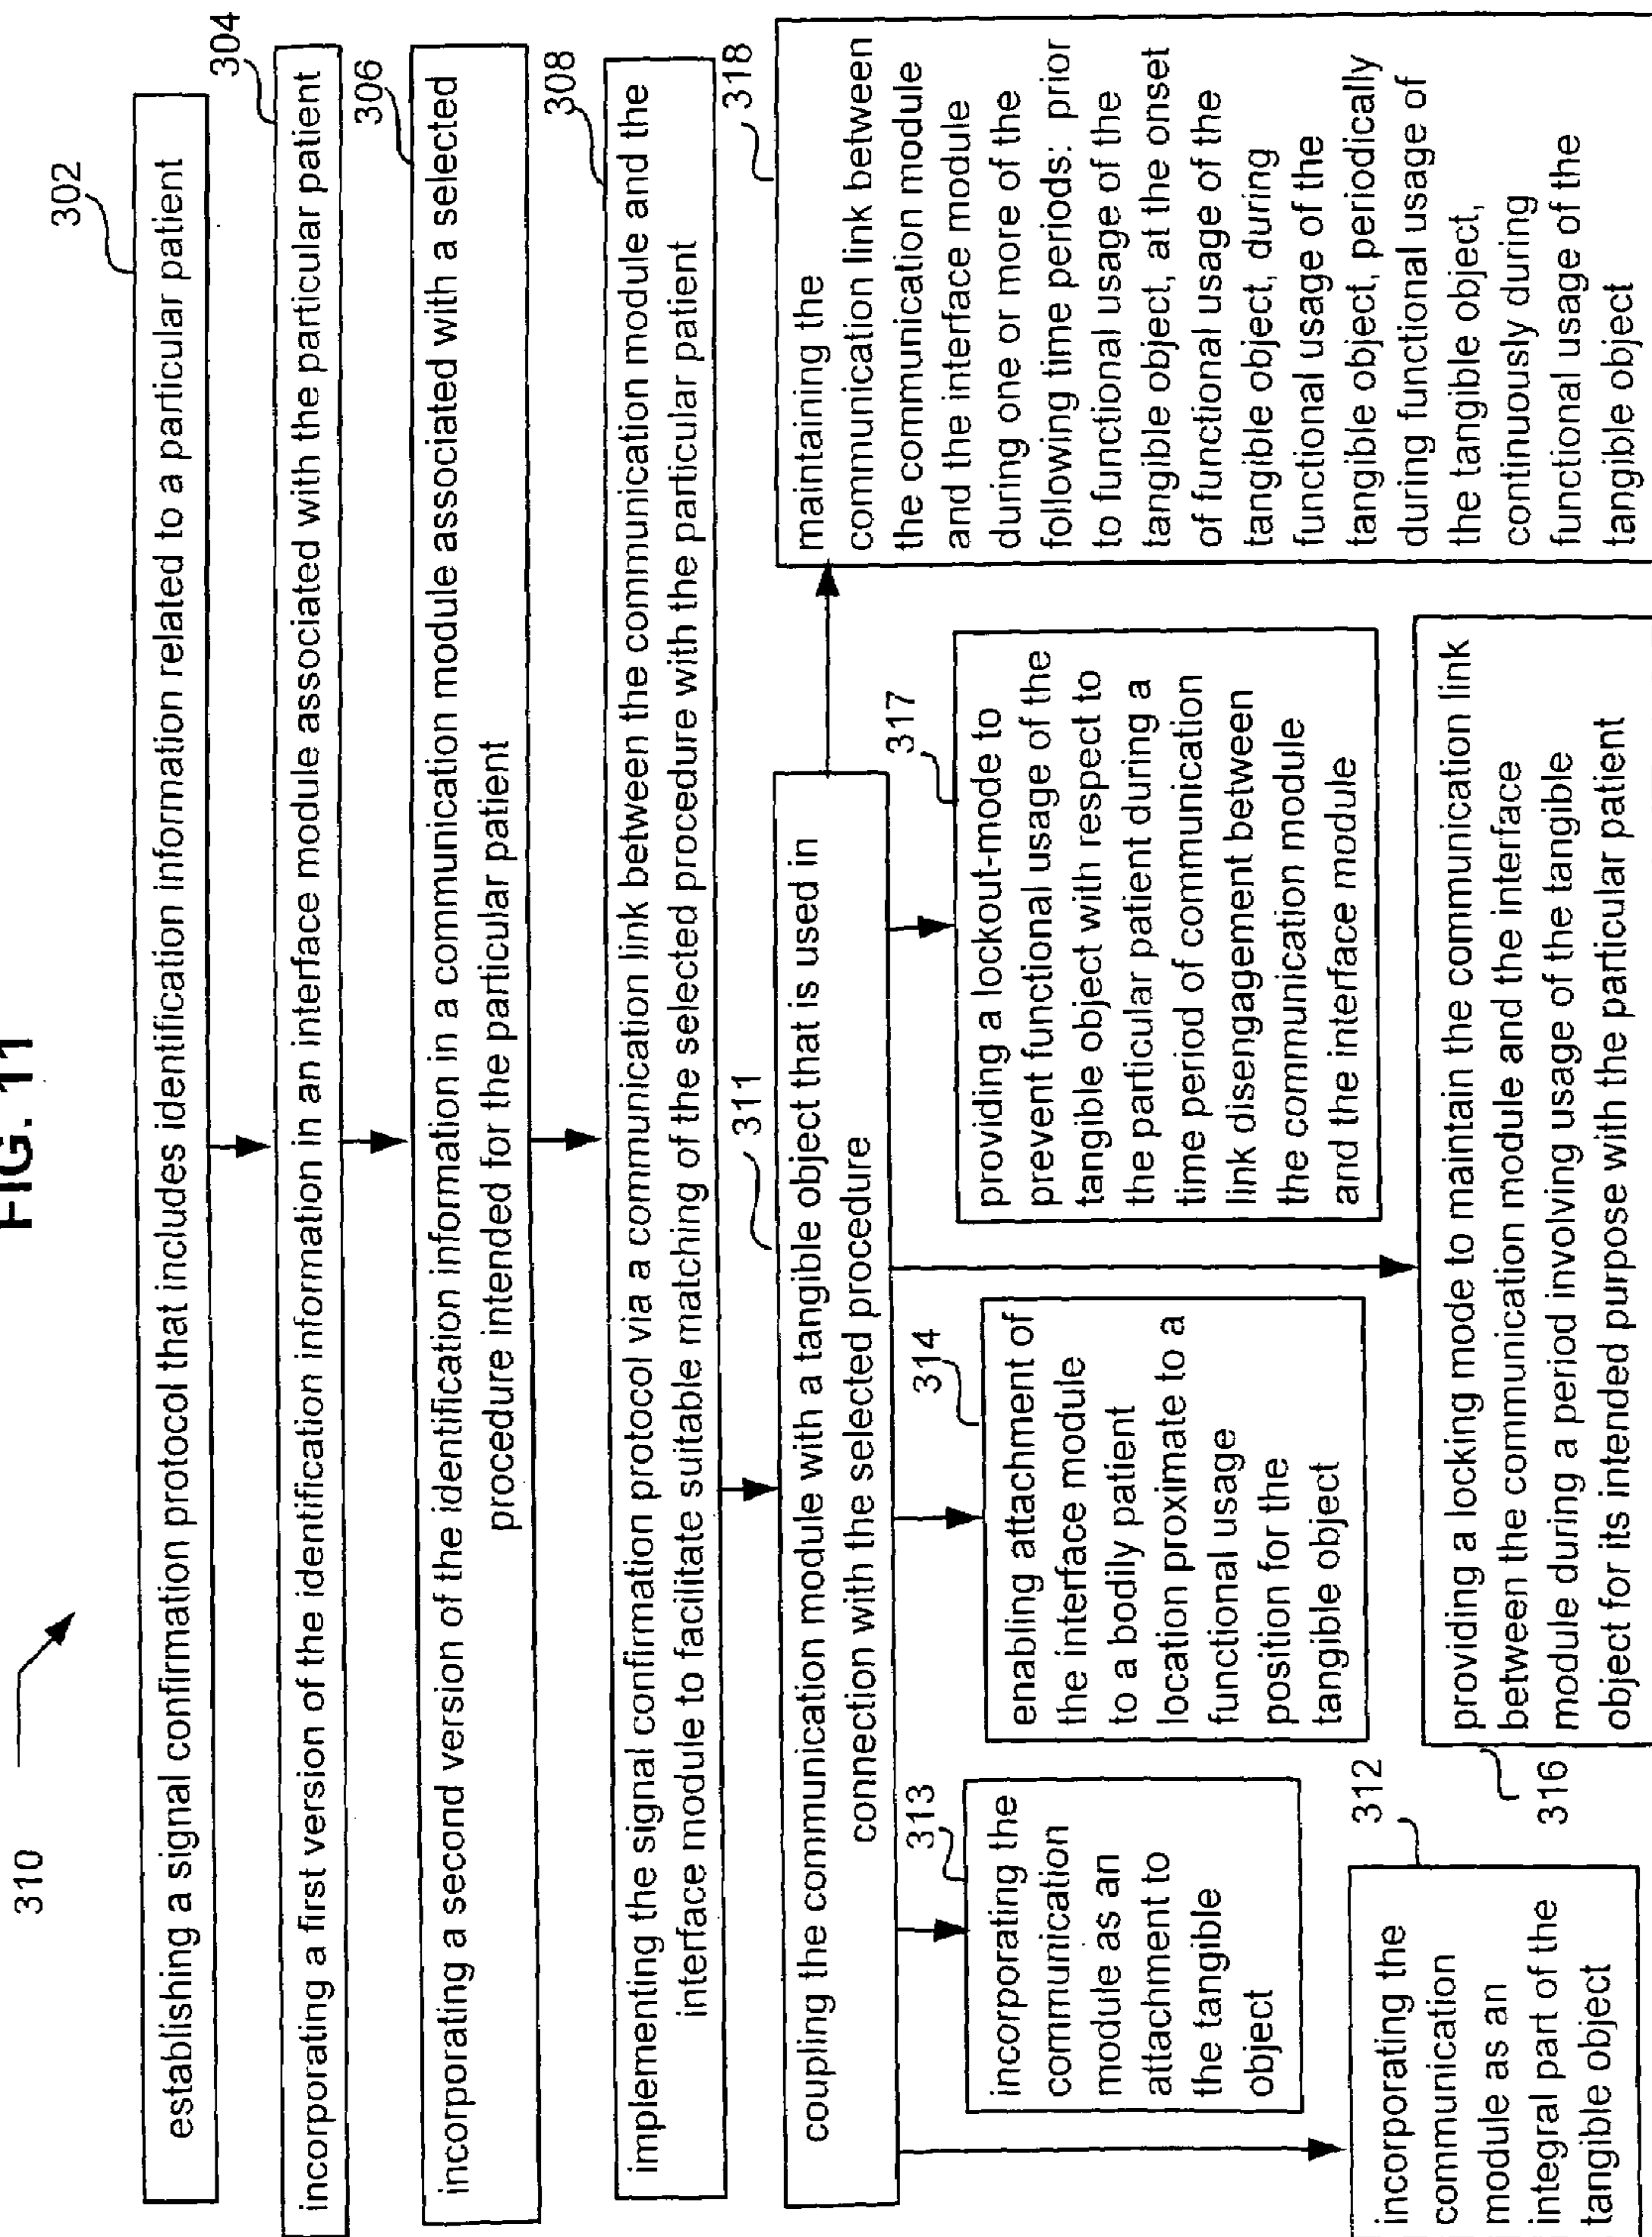 FIG. 11
310
302
establishing a signal confirmation protocol that includes identification information related to a particular patient
304
incorporating a first version of the identification information in an interface module associated with the particular patient
306
incorporating a second version of the identification information in a communication module associated with a selected
procedure intended for the particular patient
308
implementing the signal confirmation protocol via a communication link between the communication module and the
interface module to facilitate suitable matching of the selected procedure with the particular patient
311
coupling the communication module with a tangible object that is used in
connection with the selected procedure
312
incorporating the
communication
module as an
integral part of the
tangible object
313
incorporating the
communication
module as an
attachment to
the tangible
object
314
enabling attachment of
the interface module
to a bodily patient
location proximate to a
functional usage
position for the
tangible object
316
providing a locking mode to maintain the communication link
between the communication module and the interface
module during a period involving usage of the tangible
object for its intended purpose with the particular patient
317
providing a lockout-mode to
prevent functional usage of the
tangible object with respect to
the particular patient during a
time period of communication
link disengagement between
the communication module
and the interface module
318
maintaining the
communication link between
the communication module
and the interface module
during one or more of the
following time periods: prior
to functional usage of the
tangible object, at the onset
of functional usage of the
tangible object, during
functional usage of the
tangible object, periodically
during functional usage of
the tangible object,
continuously during
functional usage of the
tangible object